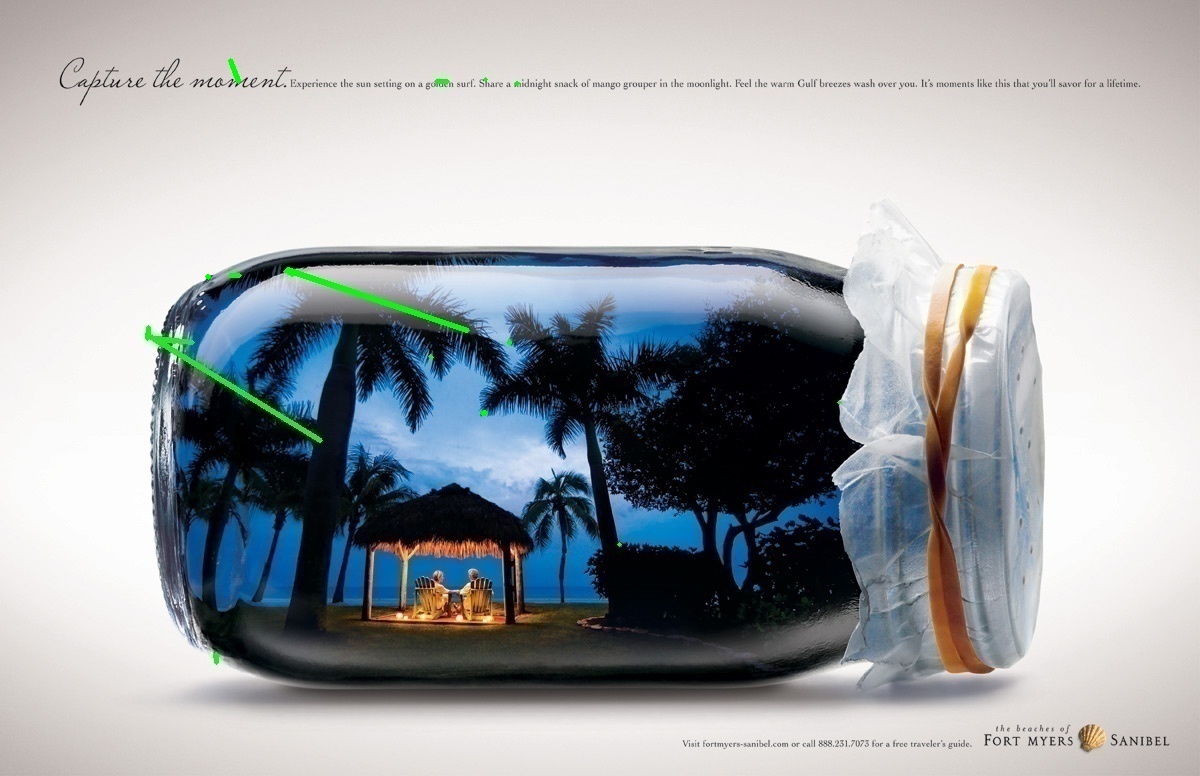 Capture the moment. Experience the sun setting on a golden surf. Share a midnight snack of mango grouper in the moonlight. Feel the warm Gulf breezes wash over you. It's moments like this that you'll savor for a lifetime.
the beaches of
Visit fortmyers-sanibel.com or call 888.231.7073 for a free traveler's guide. FORT MYERS SANIBEL